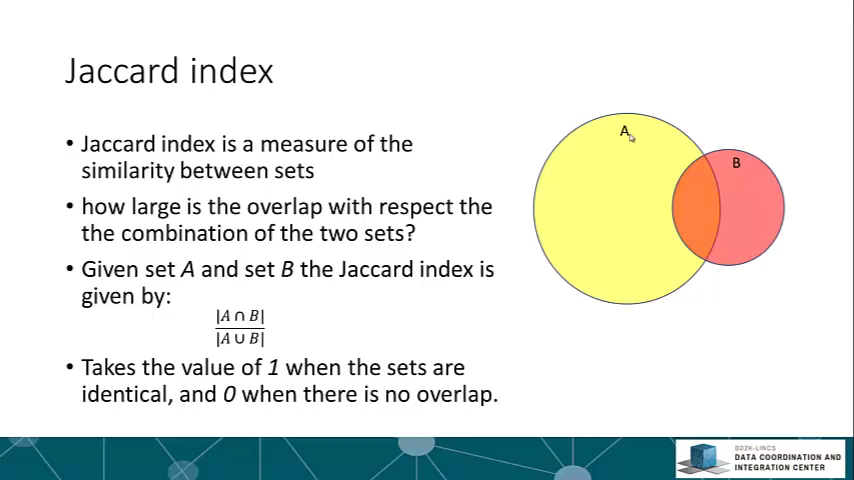 Jaccard index
• Jaccard index is a measure of the
similarity between sets
• how large is the overlap with respect the
the combination of the two sets?
• Given set A and set B the Jaccard index is
given by:
|A ∩ B|
|A ∪ B|
• Takes the value of 1 when the sets are
identical, and 0 when there is no overlap.
A
B
BD2K-LINCS
DATA COORDINATION AND
INTEGRATION CENTER